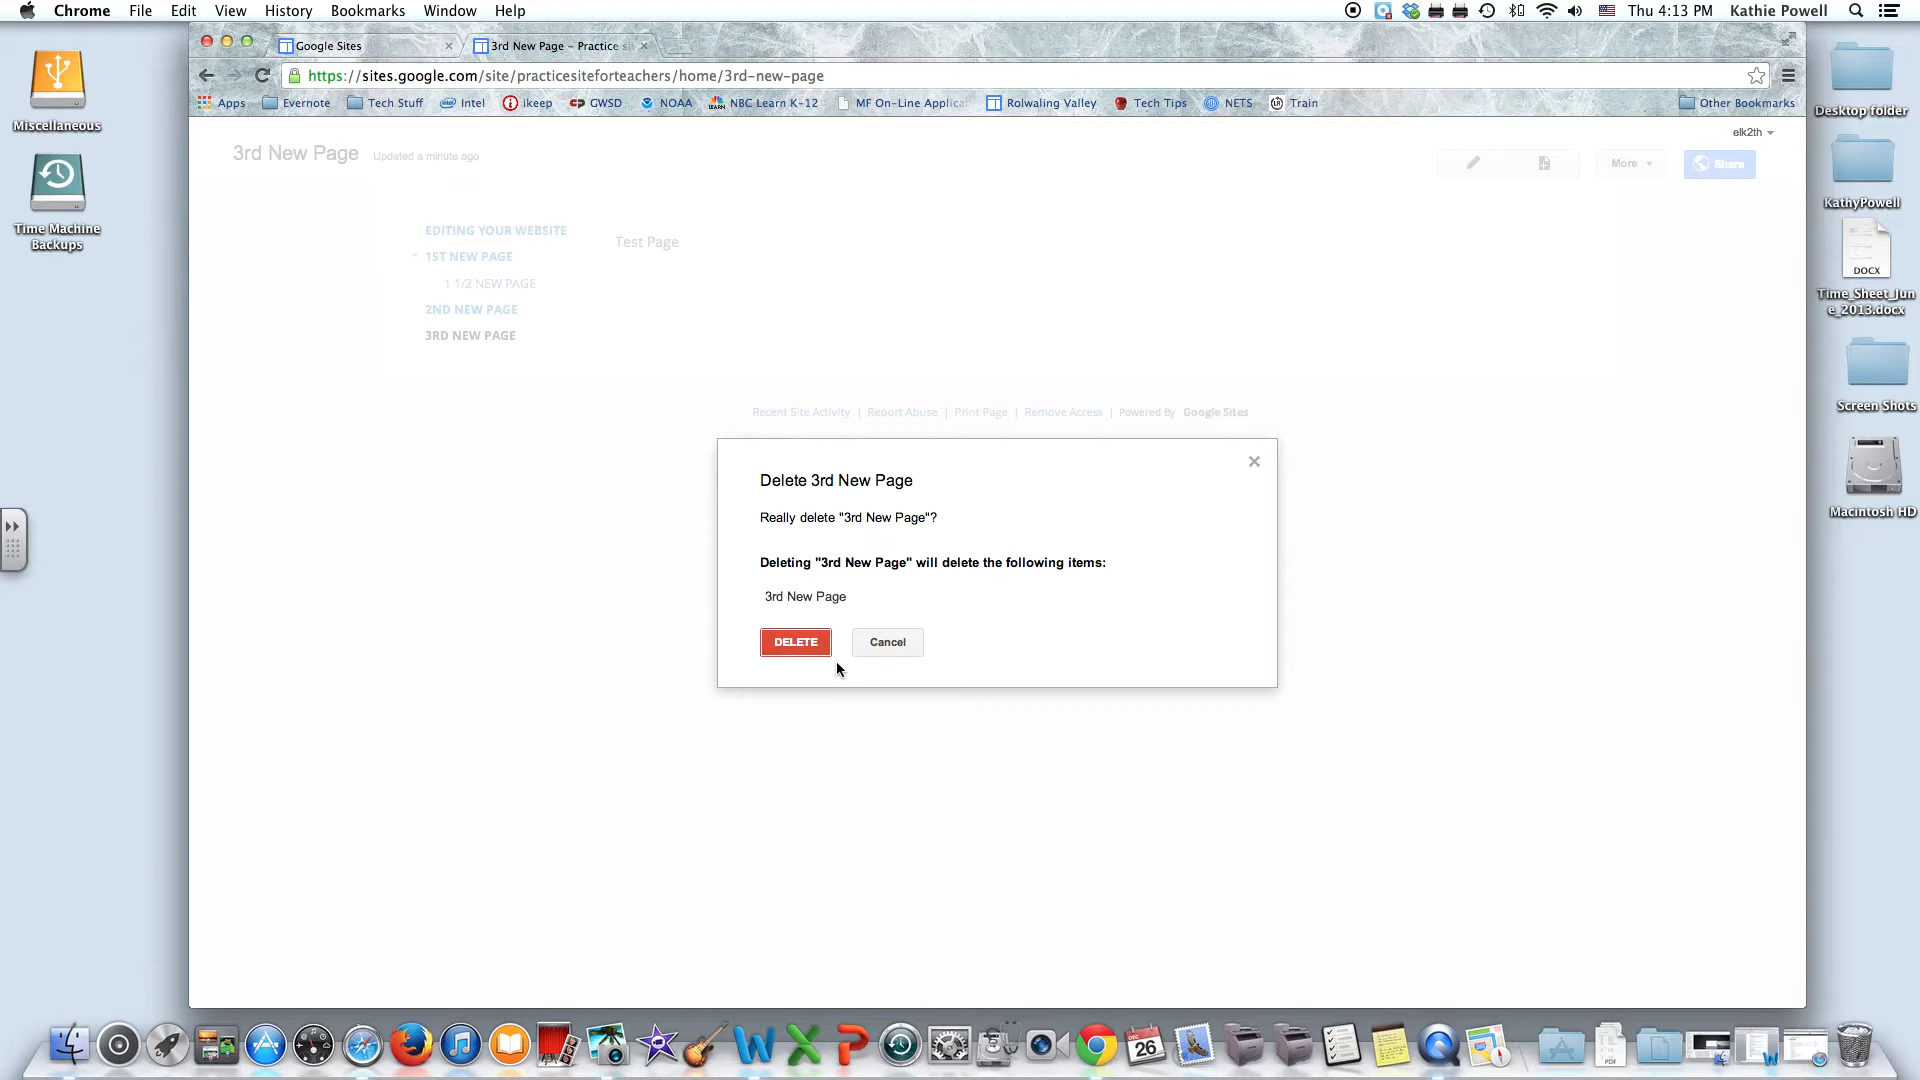 Chrome File Edit View History Bookmarks Window Help Thu 4:13 PM Kathie Powell
Google Sites
3rd New Page - Practice si
https://sites.google.com/site/practicesiteforteachers/home/3rd-new-page
Apps Evernote Tech Stuff Intel ikeep GWSD NOAA NBC Learn K-12 MF On-Line Applica Rolwaling Valley Tech Tips NETS Train Other Bookmarks
Miscellaneous
Time Machine
Backups
Desktop folder
KathyPowell
DOCX
Time_Sheet_Jun
e_2013.docx
Screen Shots
Macintosh HD
elk2th
3rd New Page Updated a minute ago
More Share
EDITING YOUR WEBSITE
1ST NEW PAGE
1 1/2 NEW PAGE
2ND NEW PAGE
3RD NEW PAGE
Test Page
Recent Site Activity | Report Abuse | Print Page | Remove Access | Powered By Google Sites
Delete 3rd New Page
Really delete "3rd New Page"?
Deleting "3rd New Page" will delete the following items:
3rd New Page
DELETE Cancel
DEC
26
PDF